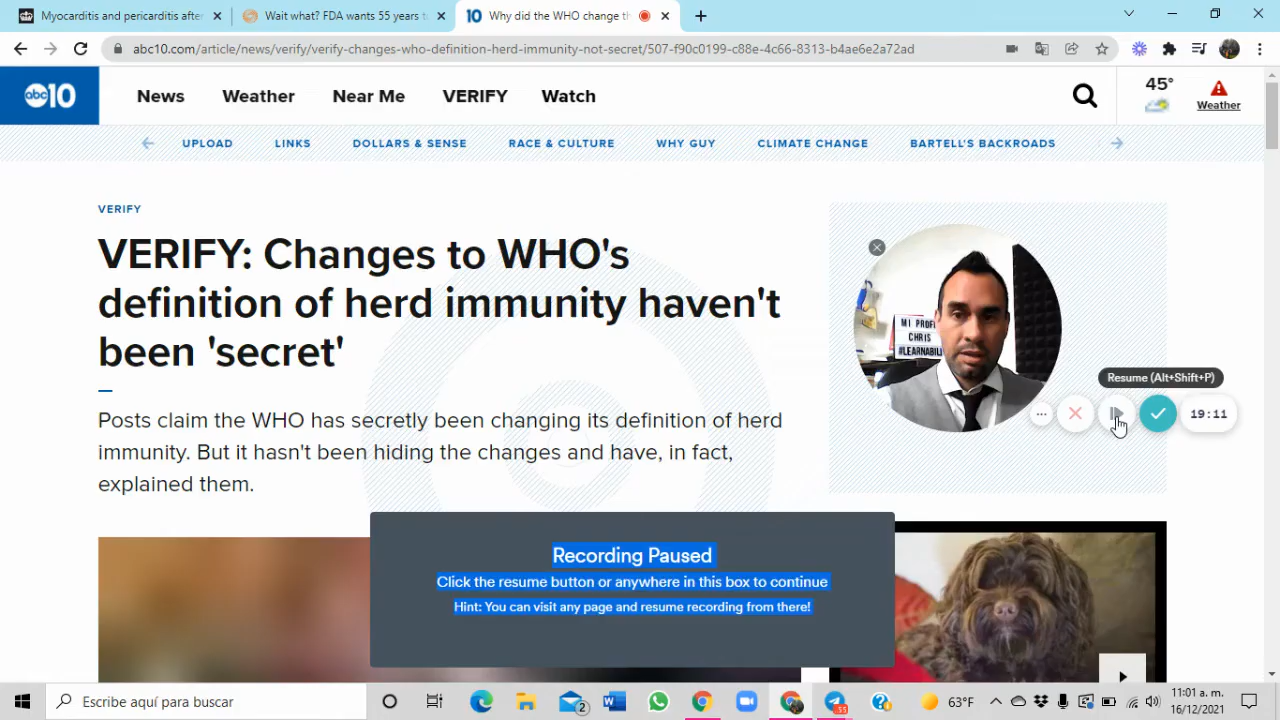 Myocarditis and pericarditis after
Wait what? FDA wants 55 years to
Why did the WHO change th
abc10.com/article/news/verify/verify-changes-who-definition-herd-immunity-not-secret/507-f90c0199-c88e-4c66-8313-b4ae6e2a72ad
abc10 News Weather Near Me VERIFY Watch 45° Weather
UPLOAD LINKS DOLLARS & SENSE RACE & CULTURE WHY GUY CLIMATE CHANGE BARTELL'S BACKROADS
VERIFY
VERIFY: Changes to WHO's
definition of herd immunity haven't
been 'secret'
Posts claim the WHO has secretly been changing its definition of herd
immunity. But it hasn't been hiding the changes and have, in fact,
explained them.
MI PROF
CHRIS
#LEARNABIL
Resume (Alt+Shift+P)
19:11
Recording Paused
Click the resume button or anywhere in this box to continue
Hint: You can visit any page and resume recording from there!
Escribe aquí para buscar
2
55
63°F
11:01 a. m.
16/12/2021